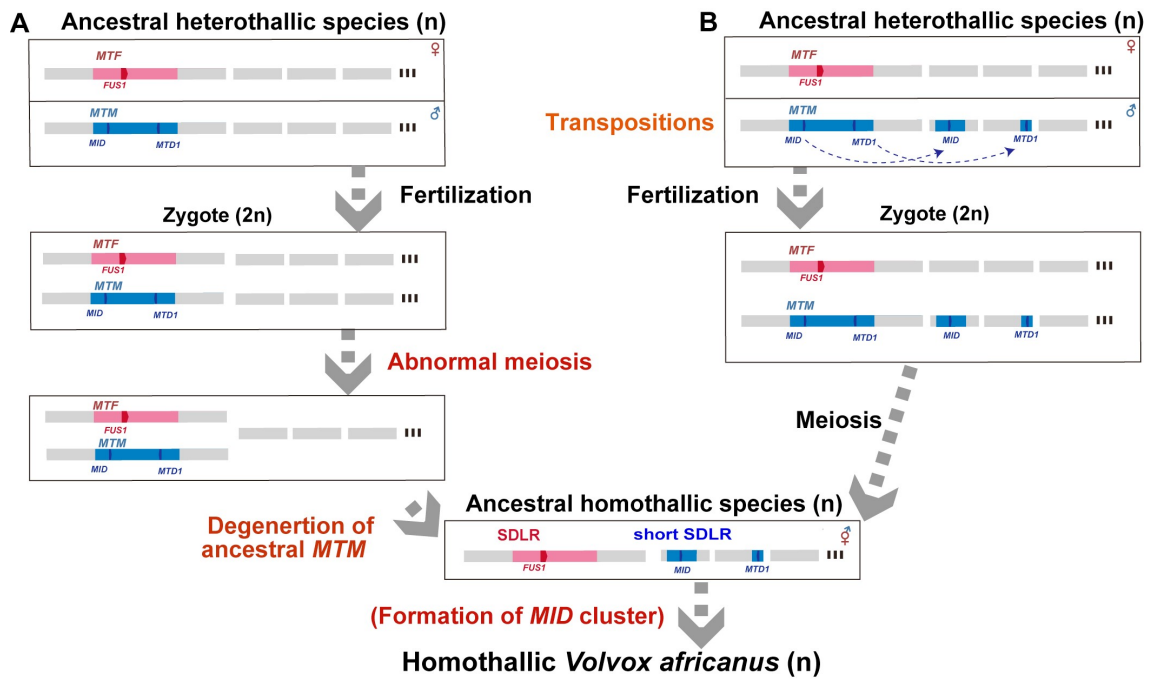 A
Ancestral heterothallic species (n)
MTF
FUS1
♀
MTM
MID
MTD1
♂
Fertilization
Zygote (2n)
MTF
FUS1
MTM
MID
MTD1
Abnormal meiosis
MTF
FUS1
MTM
MID
MTD1
Degenertion of
ancestral MTM
B
Ancestral heterothallic species (n)
MTF
FUS1
♀
Transpositions
MTM
MID
MTD1
MID
MTD1
♂
Fertilization
Zygote (2n)
MTF
FUS1
MTM
MID
MTD1
MID
MTD1
Meiosis
Ancestral homothallic species (n)
SDLR
FUS1
short SDLR
MID
MTD1
⚥
(Formation of MID cluster)
Homothallic Volvox africanus (n)